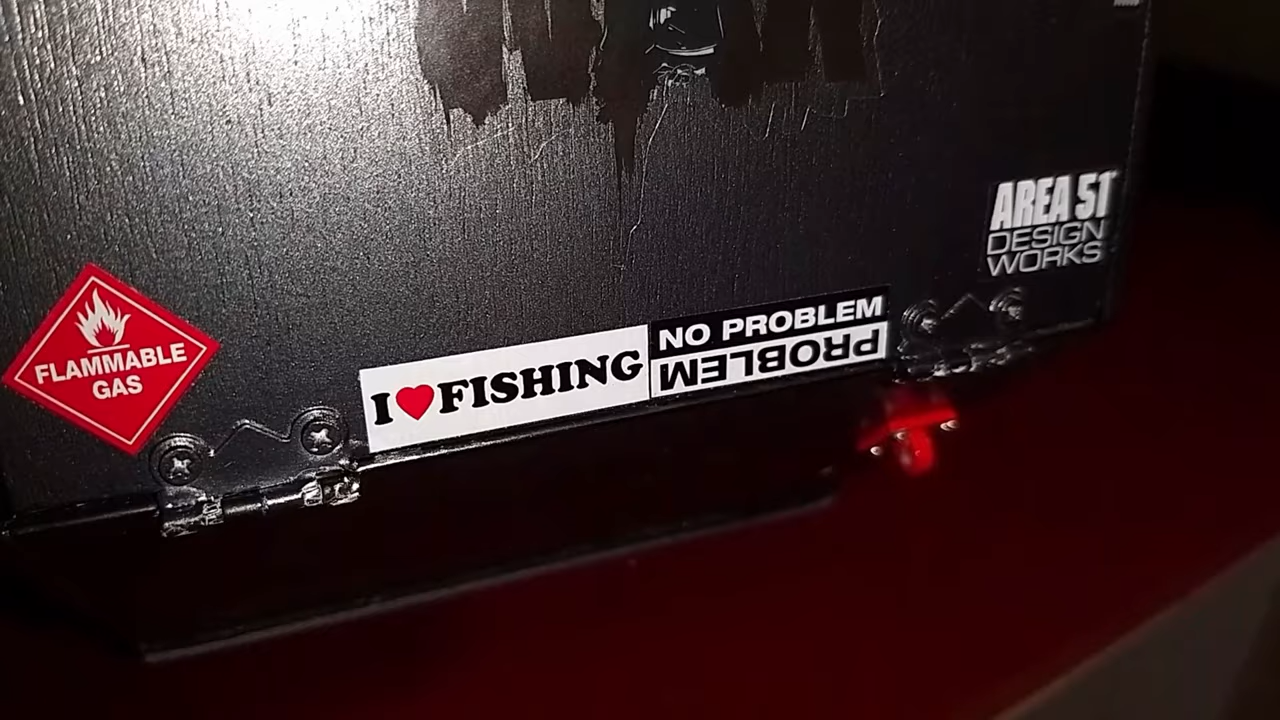 AREA 51
DESIGN
WORKS
FLAMMABLE
GAS
I ❤ FISHING
NO PROBLEM
PROBLEM